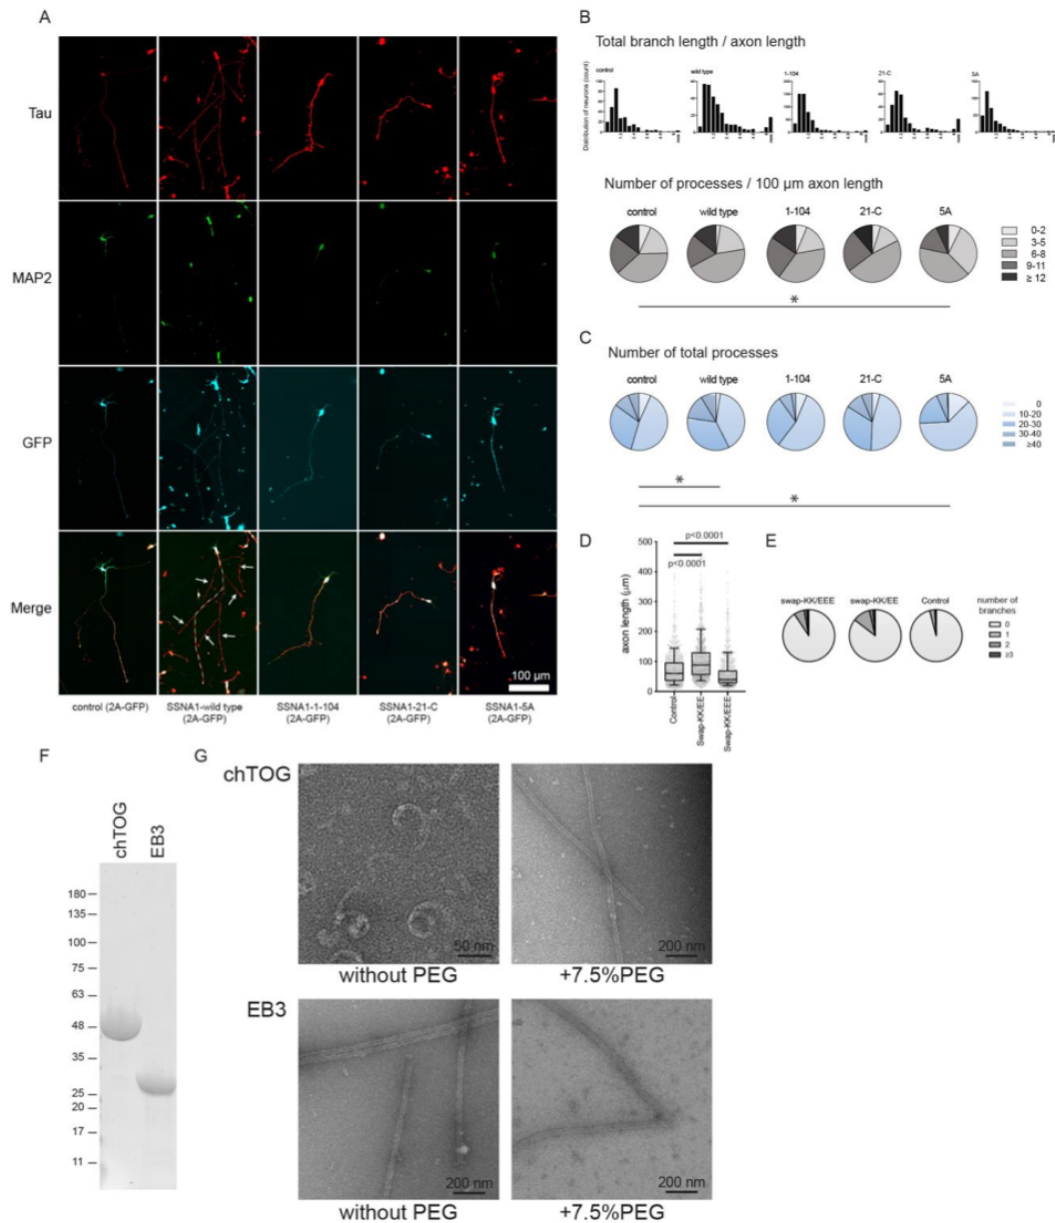 A
Tau
MAP2
GFP
Merge
100 µm
control (2A-GFP)
SSNA1-wild type
(2A-GFP)
SSNA1-1-104
(2A-GFP)
SSNA1-21-C
(2A-GFP)
SSNA1-5A
(2A-GFP)
B
Total branch length / axon length
Distribution of neurons (count)
control
wild type
1-104
21-C
5A
Number of processes / 100 µm axon length
control
wild type
1-104
21-C
5A
0-2
3-5
6-8
9-11
≥ 12
*
C
Number of total processes
control
wild type
1-104
21-C
5A
0
10-20
20-30
30-40
≥40
*
*
D
axon length (µm)
500
400
300
200
100
0
p<0.0001
p<0.0001
Control
Swap-KK/EE
Swap-KK/EEE
E
swap-KK/EEE
swap-KK/EE
Control
number of
branches
0
1
2
≥3
F
chTOG
EB3
180
135
100
75
63
48
35
25
20
17
11
G
chTOG
50 nm
without PEG
200 nm
+7.5%PEG
EB3
200 nm
without PEG
200 nm
+7.5%PEG